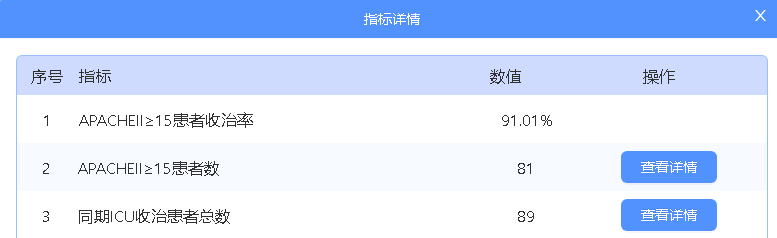 指标详情 X
序号 指标 数值 操作
1 APACHEII≥15患者收治率 91.01%
2 APACHEII≥15患者数 81 查看详情
3 同期ICU收治患者总数 89 查看详情